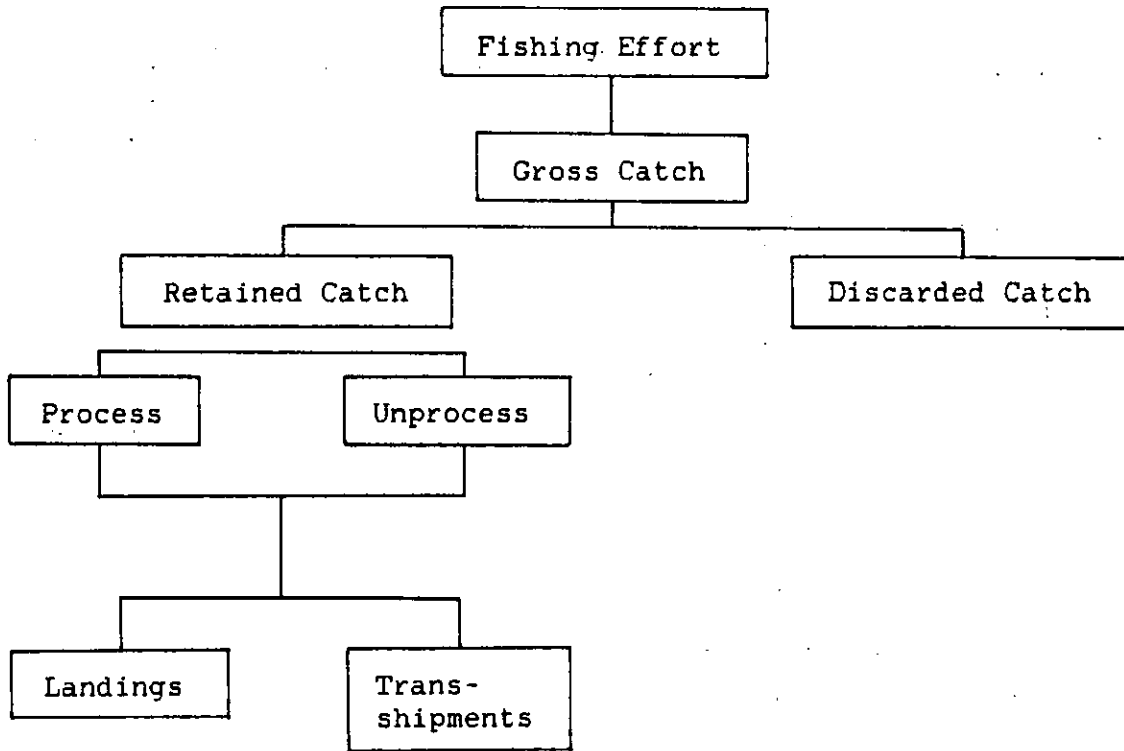 Fishing Effort
Gross Catch
Retained Catch
Discarded Catch
Process
Unprocess
Landings
Trans-
shipments